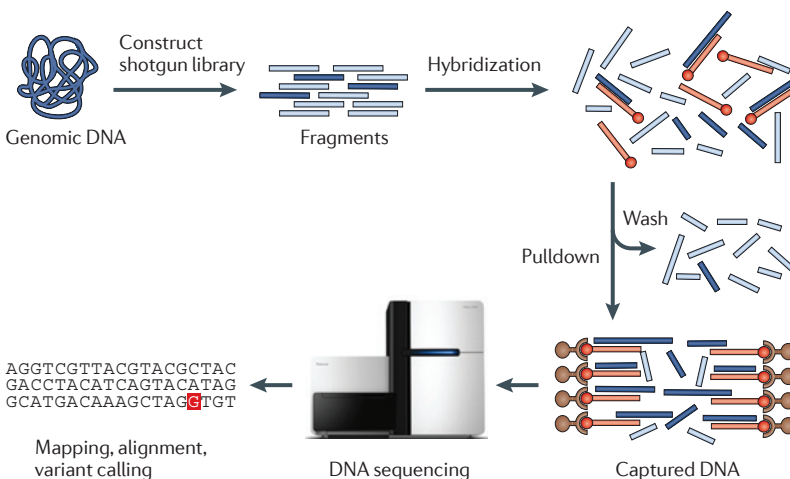 Construct
shotgun library
Hybridization
Genomic DNA
Fragments
Wash
Pulldown
AGGTCGTTACGTACGCTAC
GACCTACATCAGTACATAG
GCATGACAAAGCTAGGTGT
Mapping, alignment,
variant calling
DNA sequencing
Captured DNA